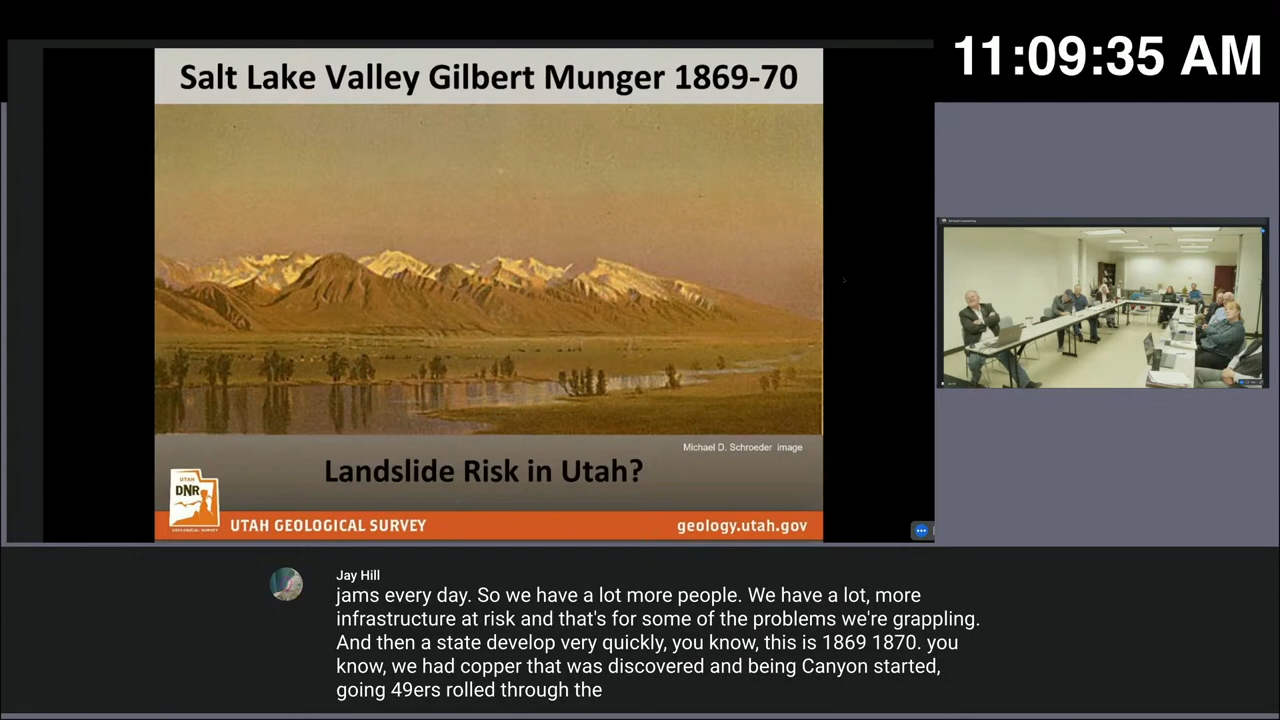 11:09:35 AM
Salt Lake Valley Gilbert Munger 1869-70
Michael D. Schroeder image
Landslide Risk in Utah?
UTAH
DNR
GEOLOGICAL SURVEY
UTAH GEOLOGICAL SURVEY
geology.utah.gov
Jay Hill
jams every day. So we have a lot more people. We have a lot, more
infrastructure at risk and that's for some of the problems we're grappling.
And then a state develop very quickly, you know, this is 1869 1870. you
know, we had copper that was discovered and being Canyon started,
going 49ers rolled through the